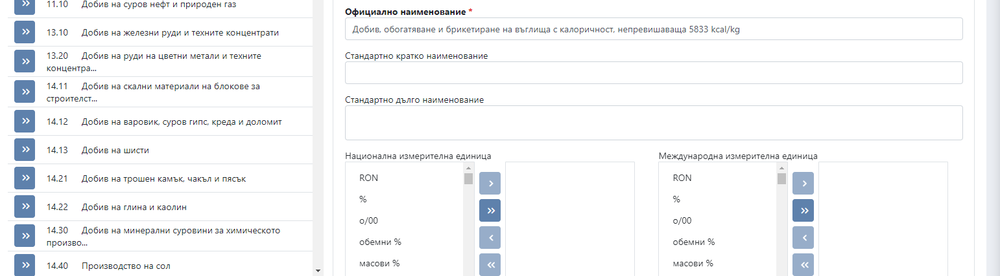 11.10 Добив на суров нефт и природен газ
13.10 Добив на железни руди и техните концентрати
13.20 Добив на руди на цветни метали и техните
концентра...
14.11 Добив на скални материали на блокове за
строителст...
14.12 Добив на варовик, суров гипс, креда и доломит
14.13 Добив на шисти
14.21 Добив на трошен камък, чакъл и пясък
14.22 Добив на глина и каолин
14.30 Добив на минерални суровини за химическото
произво...
14.40 Производство на сол
Официално наименование *
Добив, обогатяване и брикетиране на въглища с калоричност, непревишаваща 5833 kcal/kg
Стандартно кратко наименование
Стандартно дълго наименование
Национална измерителна единица
RON
%
o/00
обемни %
масови %
Международна измерителна единица
RON
%
o/00
обемни %
масови %